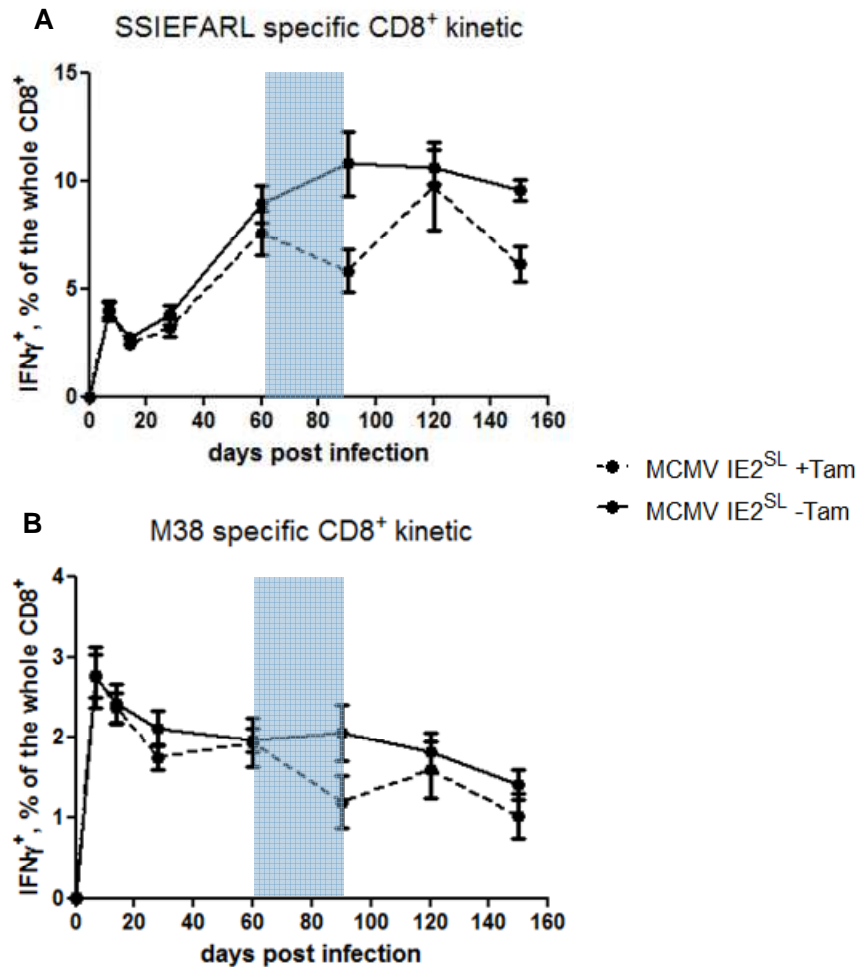 A
SSIEFARL specific CD8⁺ kinetic
IFNγ⁺, % of the whole CD8⁺
15
10
5
0
0 20 40 60 80 100 120 140 160
days post infection
MCMV IE2ˢᴸ +Tam
MCMV IE2ˢᴸ -Tam
B
M38 specific CD8⁺ kinetic
IFNγ⁺, % of the whole CD8⁺
4
3
2
1
0
0 20 40 60 80 100 120 140 160
days post infection